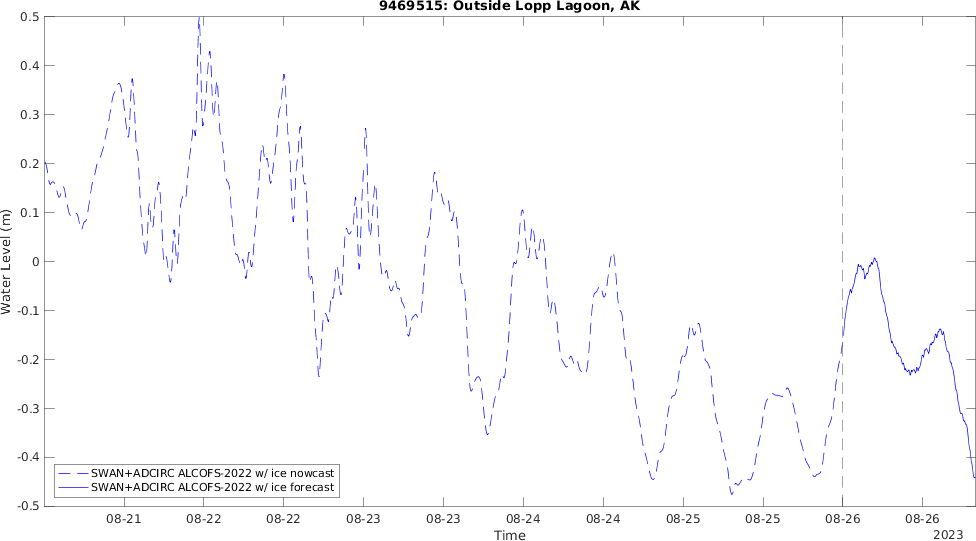 9469515: Outside Lopp Lagoon, AK
Water Level (m)
0.5
0.4
0.3
0.2
0.1
0
-0.1
-0.2
-0.3
-0.4
-0.5
SWAN+ADCIRC ALCOFS-2022 w/ ice nowcast
SWAN+ADCIRC ALCOFS-2022 w/ ice forecast
08-21 08-22 08-22 08-23 08-23 08-24 08-24 08-25 08-25 08-26 08-26
Time
2023